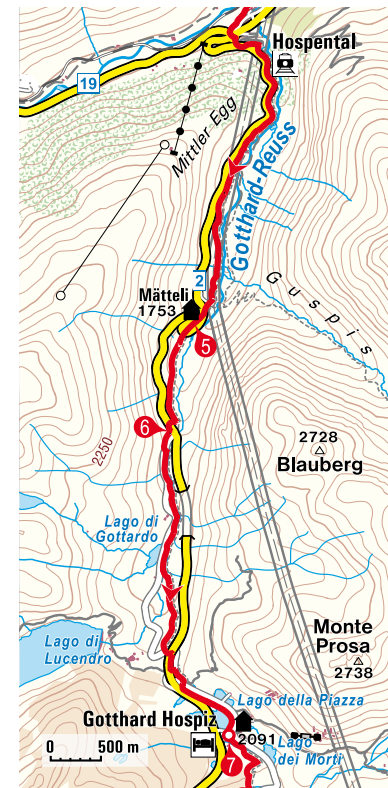 Hospental
19
Mittler Egg
Gotthard-Reuss
2
Mätteli
1753
Guspis
5
6
2250
2728
Blauberg
Lago di
Gottardo
Monte
Prosa
2738
Lago di
Lucendro
Lago della Piazza
Gotthard Hospiz
2091
0 500 m
Lago
dei Morti
7